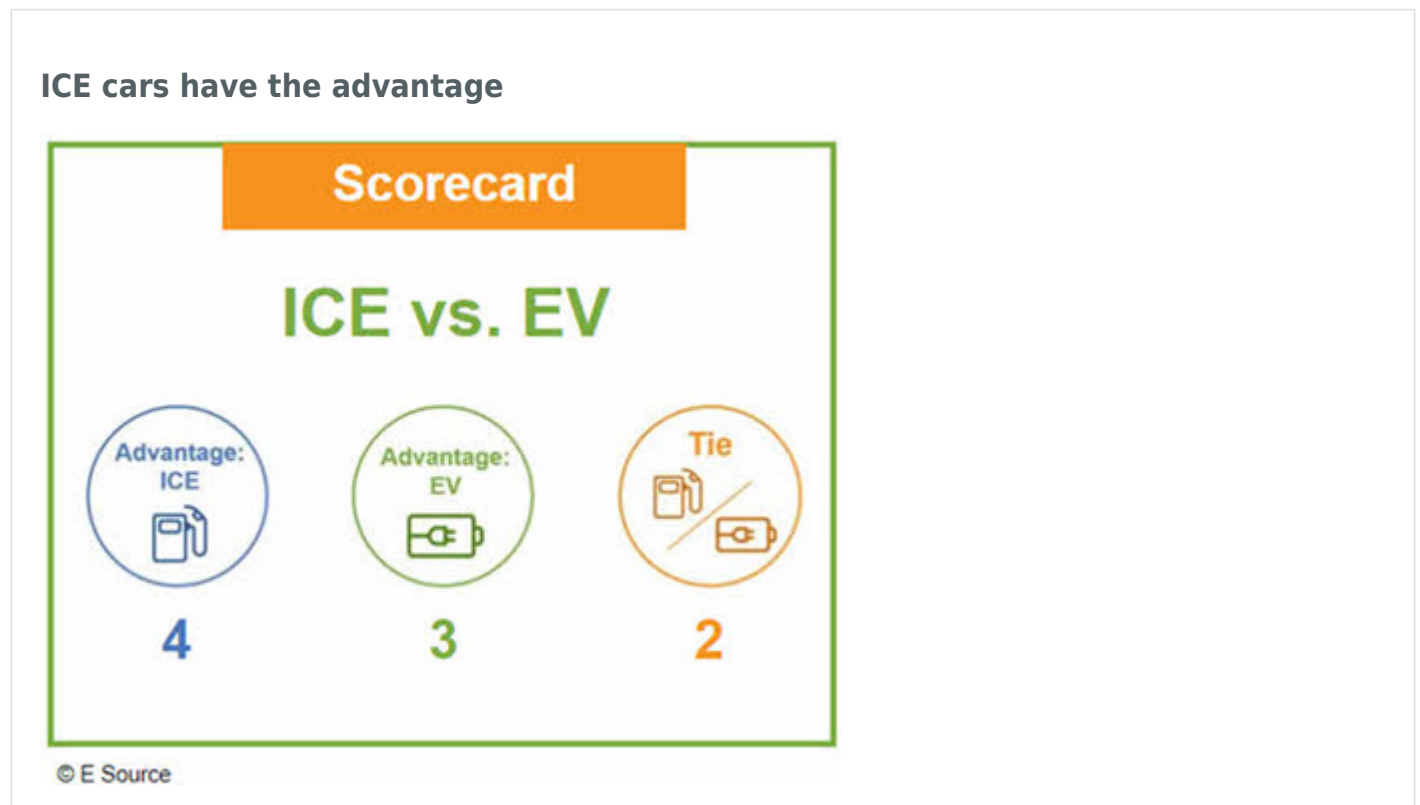 ICE cars have the advantage
Scorecard
ICE vs. EV
Advantage:
ICE
Advantage:
EV
Tie
4
3
2
© E Source